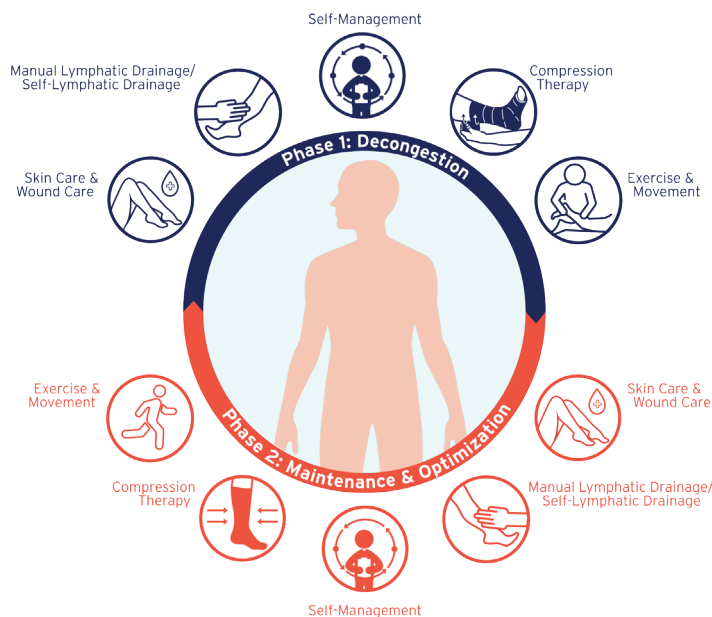 Self-Management
Manual Lymphatic Drainage/
Self-Lymphatic Drainage
Compression
Therapy
Skin Care &
Wound Care
Exercise &
Movement
Phase 1: Decongestion
Phase 2: Maintenance & Optimization
Exercise &
Movement
Skin Care &
Wound Care
Compression
Therapy
Manual Lymphatic Drainage/
Self-Lymphatic Drainage
Self-Management